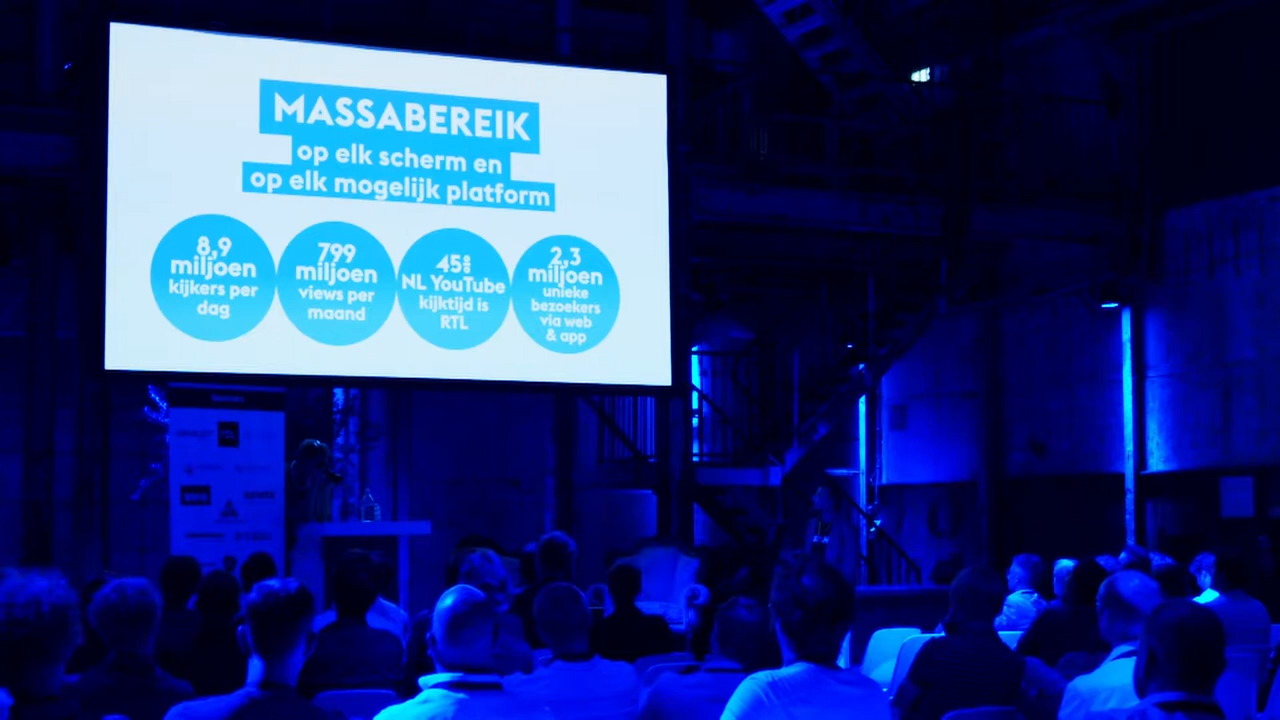 MASSABEREIK
op elk scherm en
op elk mogelijk platform
8,9
miljoen
kijkers per
dag
799
miljoen
views per
maand
45%
NL YouTube
kijktijd is
RTL
2,3
miljoen
unieke
bezoekers
via web
& app